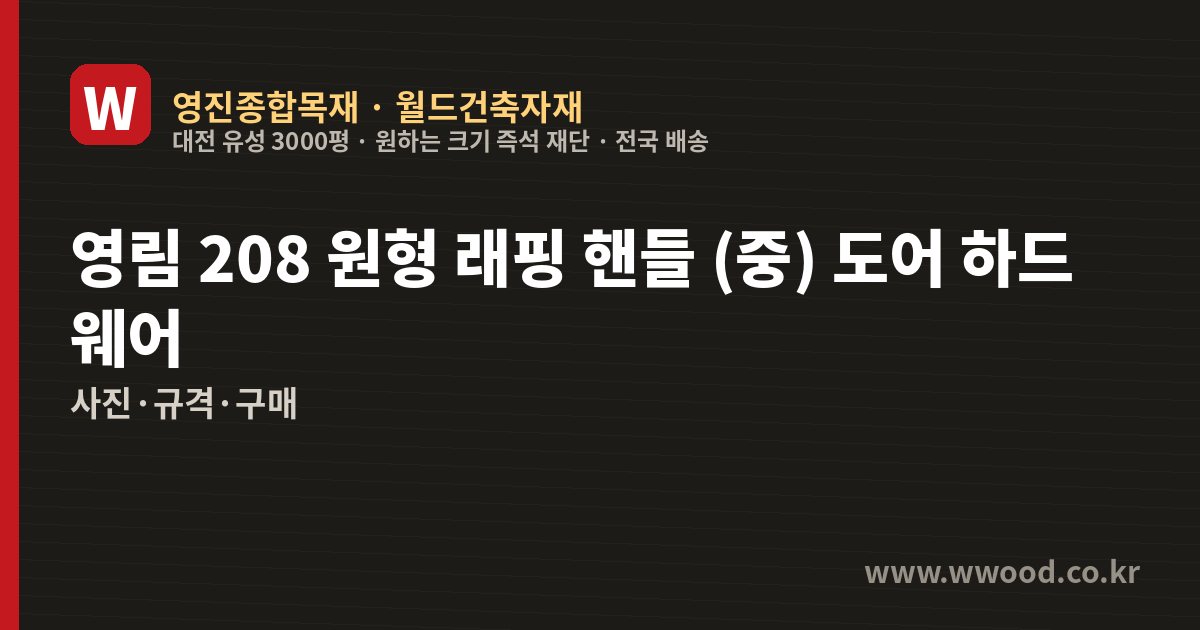 W
영진종합목재 · 월드건축자재
대전 유성 3000평 · 원하는 크기 즉석 재단 · 전국 배송
영림 208 원형 래핑 핸들 (중) 도어 하드
웨어
사진·규격·구매
www.wwood.co.kr